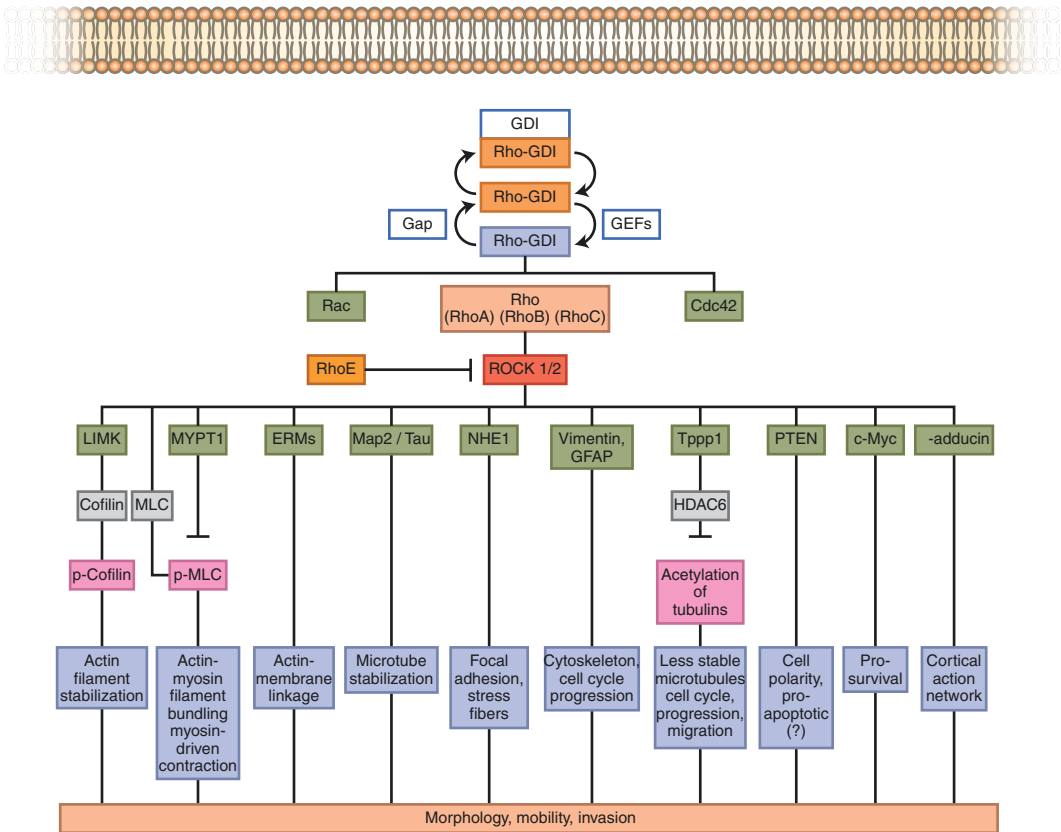 GDI
Rho-GDI
Rho-GDI
Gap
GEFs
Rho-GDI
Rac
Rho
(RhoA) (RhoB) (RhoC)
Cdc42
RhoE
ROCK 1/2
LIMK
MYPT1
ERMs
Map2 / Tau
NHE1
Vimentin,
GFAP
Tppp1
PTEN
c-Myc
-adducin
Cofilin
MLC
HDAC6
p-Cofilin
p-MLC
Acetylation
of
tubulins
Actin
filament
stabilization
Actin-
myosin
filament
bundling
myosin-
driven
contraction
Actin-
membrane
linkage
Microtube
stabilization
Focal
adhesion,
stress
fibers
Cytoskeleton,
cell cycle
progression
Less stable
microtubules
cell cycle,
progression,
migration
Cell
polarity,
pro-
apoptotic
(?)
Pro-
survival
Cortical
action
network
Morphology, mobility, invasion